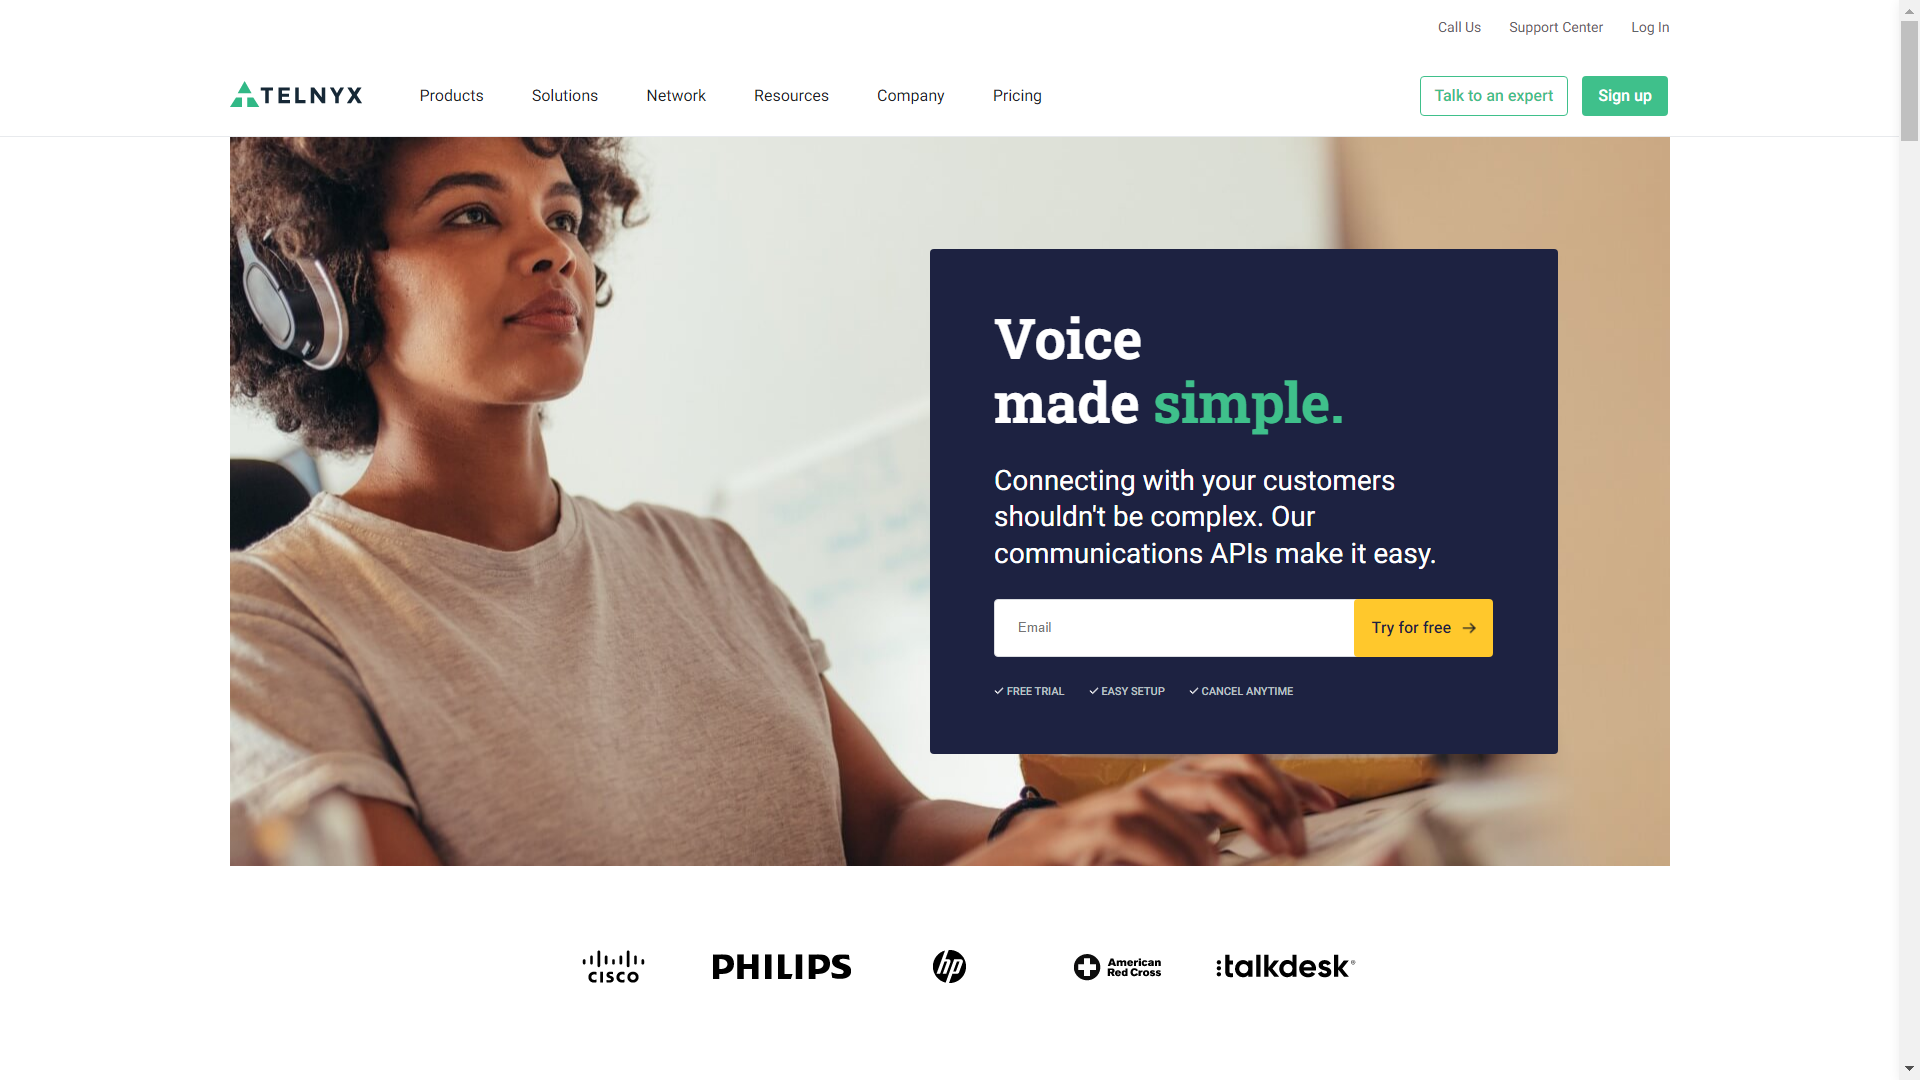 Call Us Support Center Log In
TELNYX Products Solutions Network Resources Company Pricing Talk to an expert Sign up
Voice
made simple.
Connecting with your customers
shouldn't be complex. Our
communications APIs make it easy.
Email Try for free →
✓ FREE TRIAL ✓ EASY SETUP ✓ CANCEL ANYTIME
CISCO PHILIPS hp American Red Cross :talkdesk®